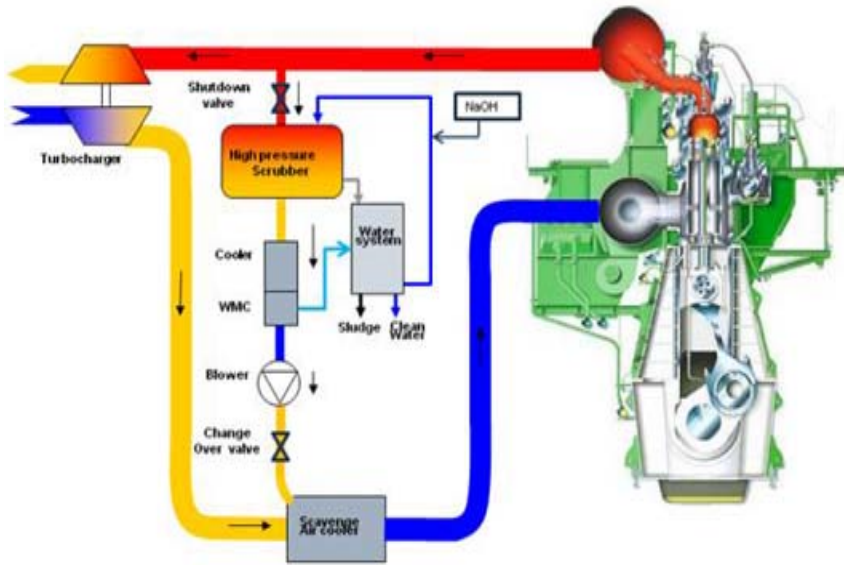 Shutdown
valve
NaOH
Turbocharger
High pressure
Scrubber
Water
system
Cooler
WMC
Sludge
Clean
Water
Blower
Change
Over valve
Scavenge
Air cooler